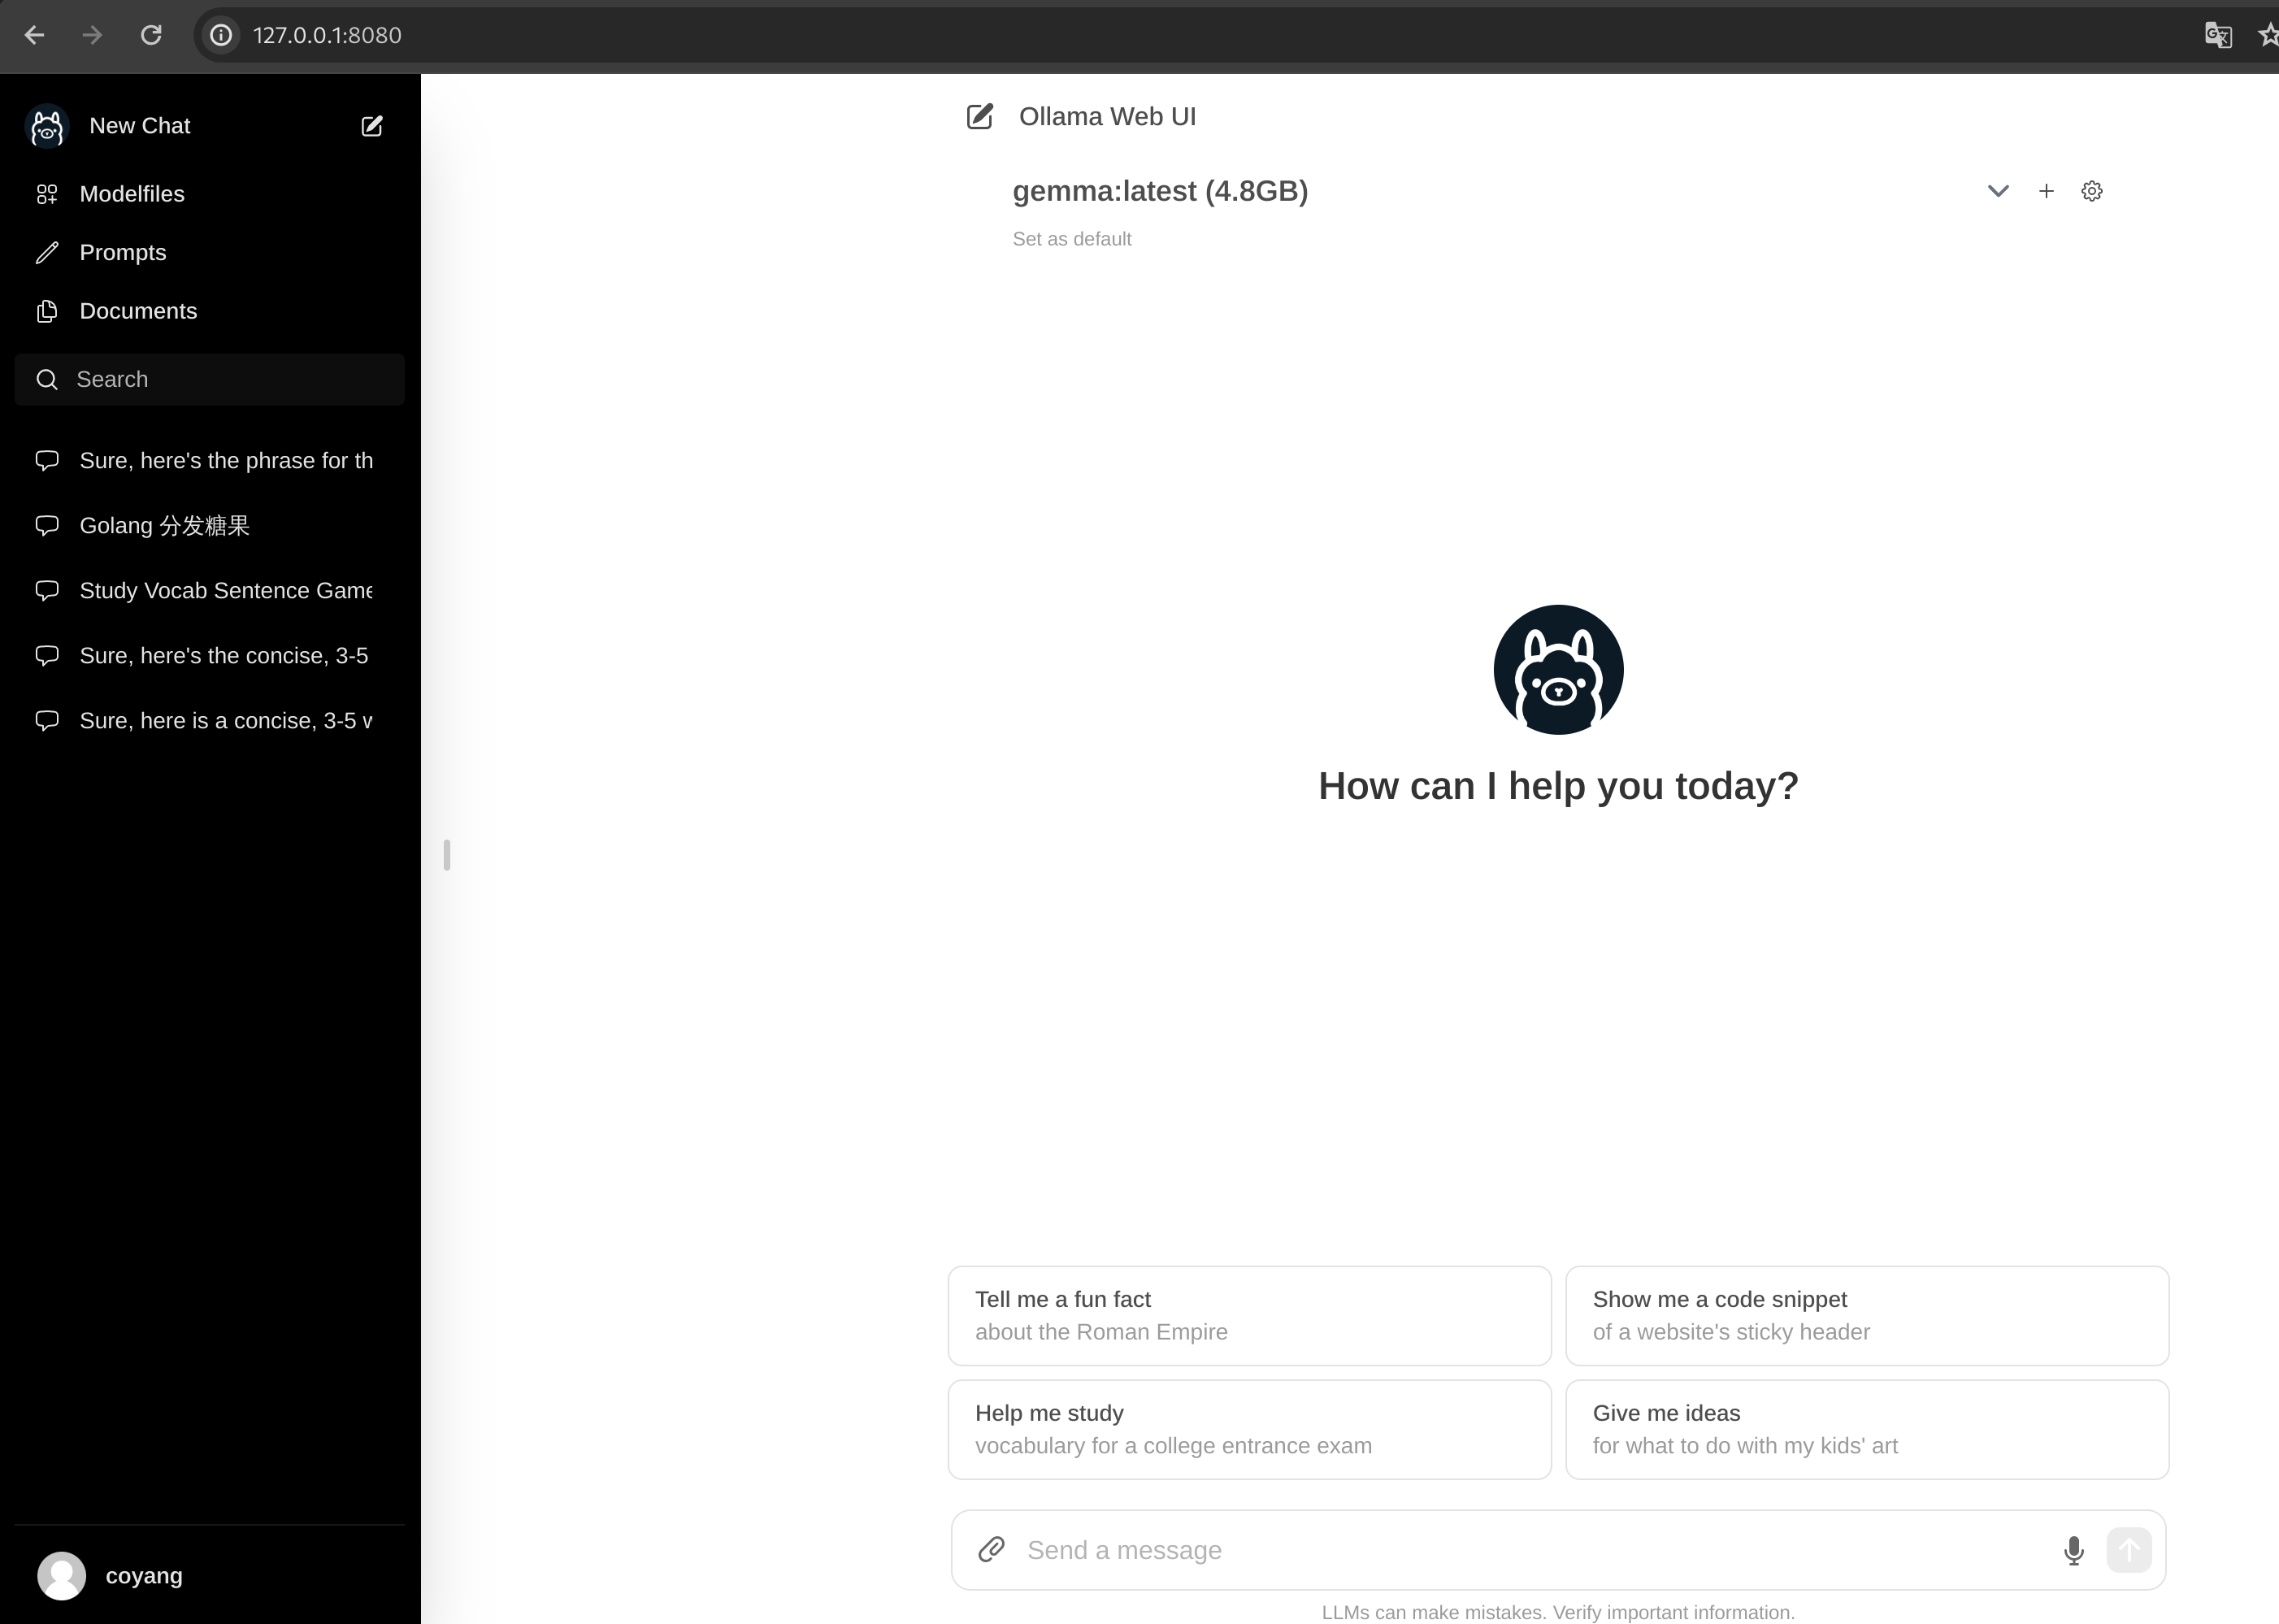 127.0.0.1:8080
New Chat
Modelfiles
Prompts
Documents
Search
Sure, here's the phrase for th
Golang 分发糖果
Study Vocab Sentence Game
Sure, here's the concise, 3-5
Sure, here is a concise, 3-5 w
coyang
Ollama Web UI
gemma:latest (4.8GB)
Set as default
How can I help you today?
Tell me a fun fact
about the Roman Empire
Show me a code snippet
of a website's sticky header
Help me study
vocabulary for a college entrance exam
Give me ideas
for what to do with my kids' art
Send a message
LLMs can make mistakes. Verify important information.